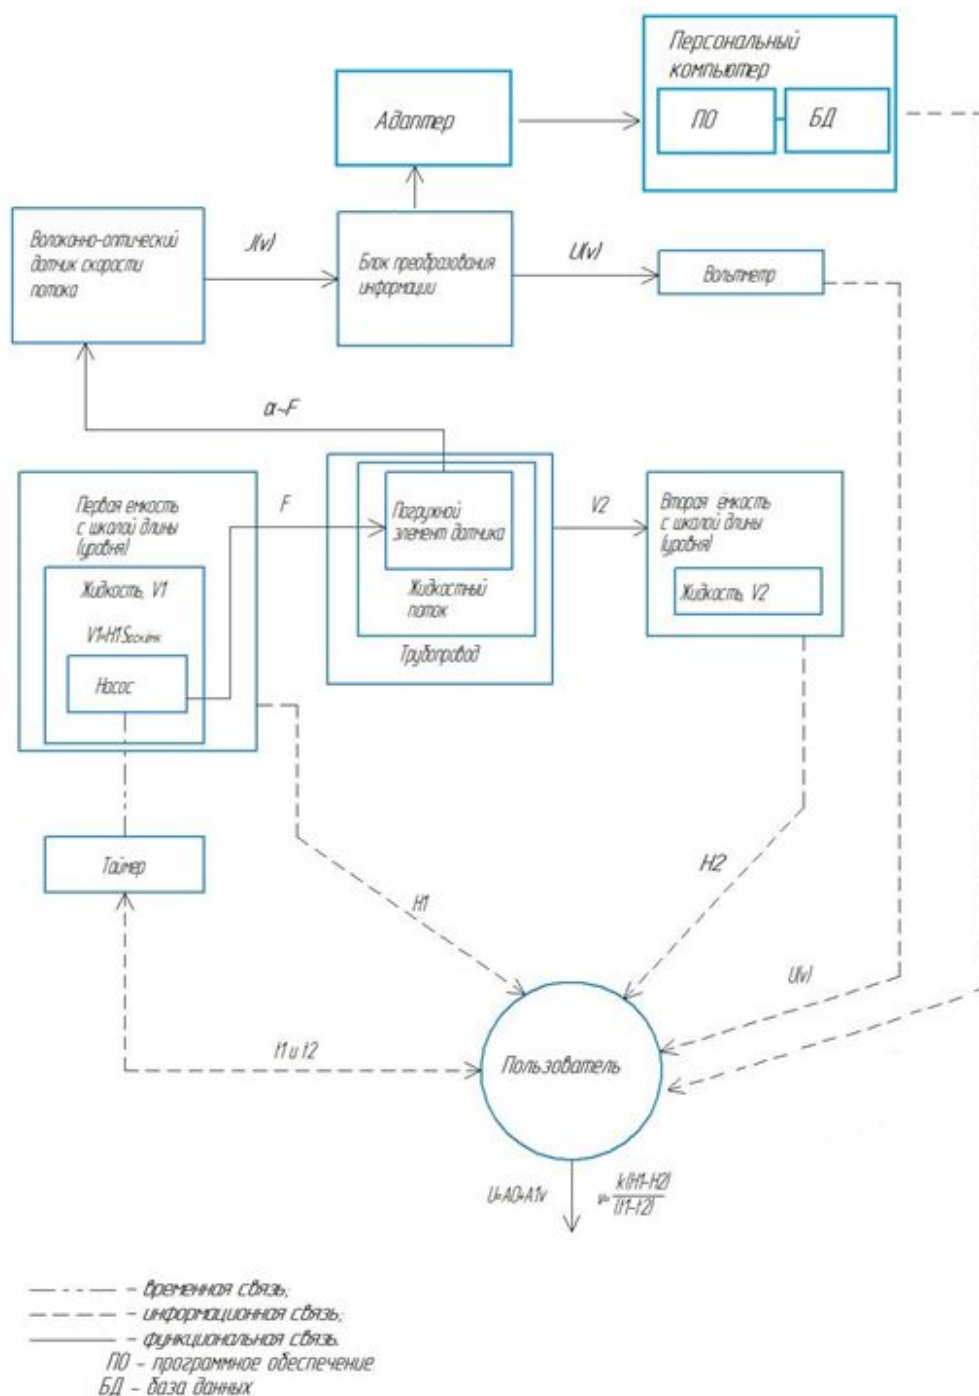 Персональный
компьютер
ПО
БД
Адаптер
Волоконно-оптический
датчик скорости
потока
J(v)
Блок преобразования
информации
U(v)
Вольтметр
α~F
Первая емкость
с шкалой длины
(уровня)
F
Погружной
элемент датчика
V2
Вторая емкость
с шкалой длины
(уровня)
Жидкость, V1
Жидкостный
поток
Жидкость V2
V1=H1
Трубопровод
Насос
Таймер
H2
H1
U(v)
t1 и t2
Пользователь
U=A0+A1v
v= k(H1-H2)
(t1-t2)
- временная связь;
- информационная связь;
- функциональная связь.
ПО - программное обеспечение
БД - база данных